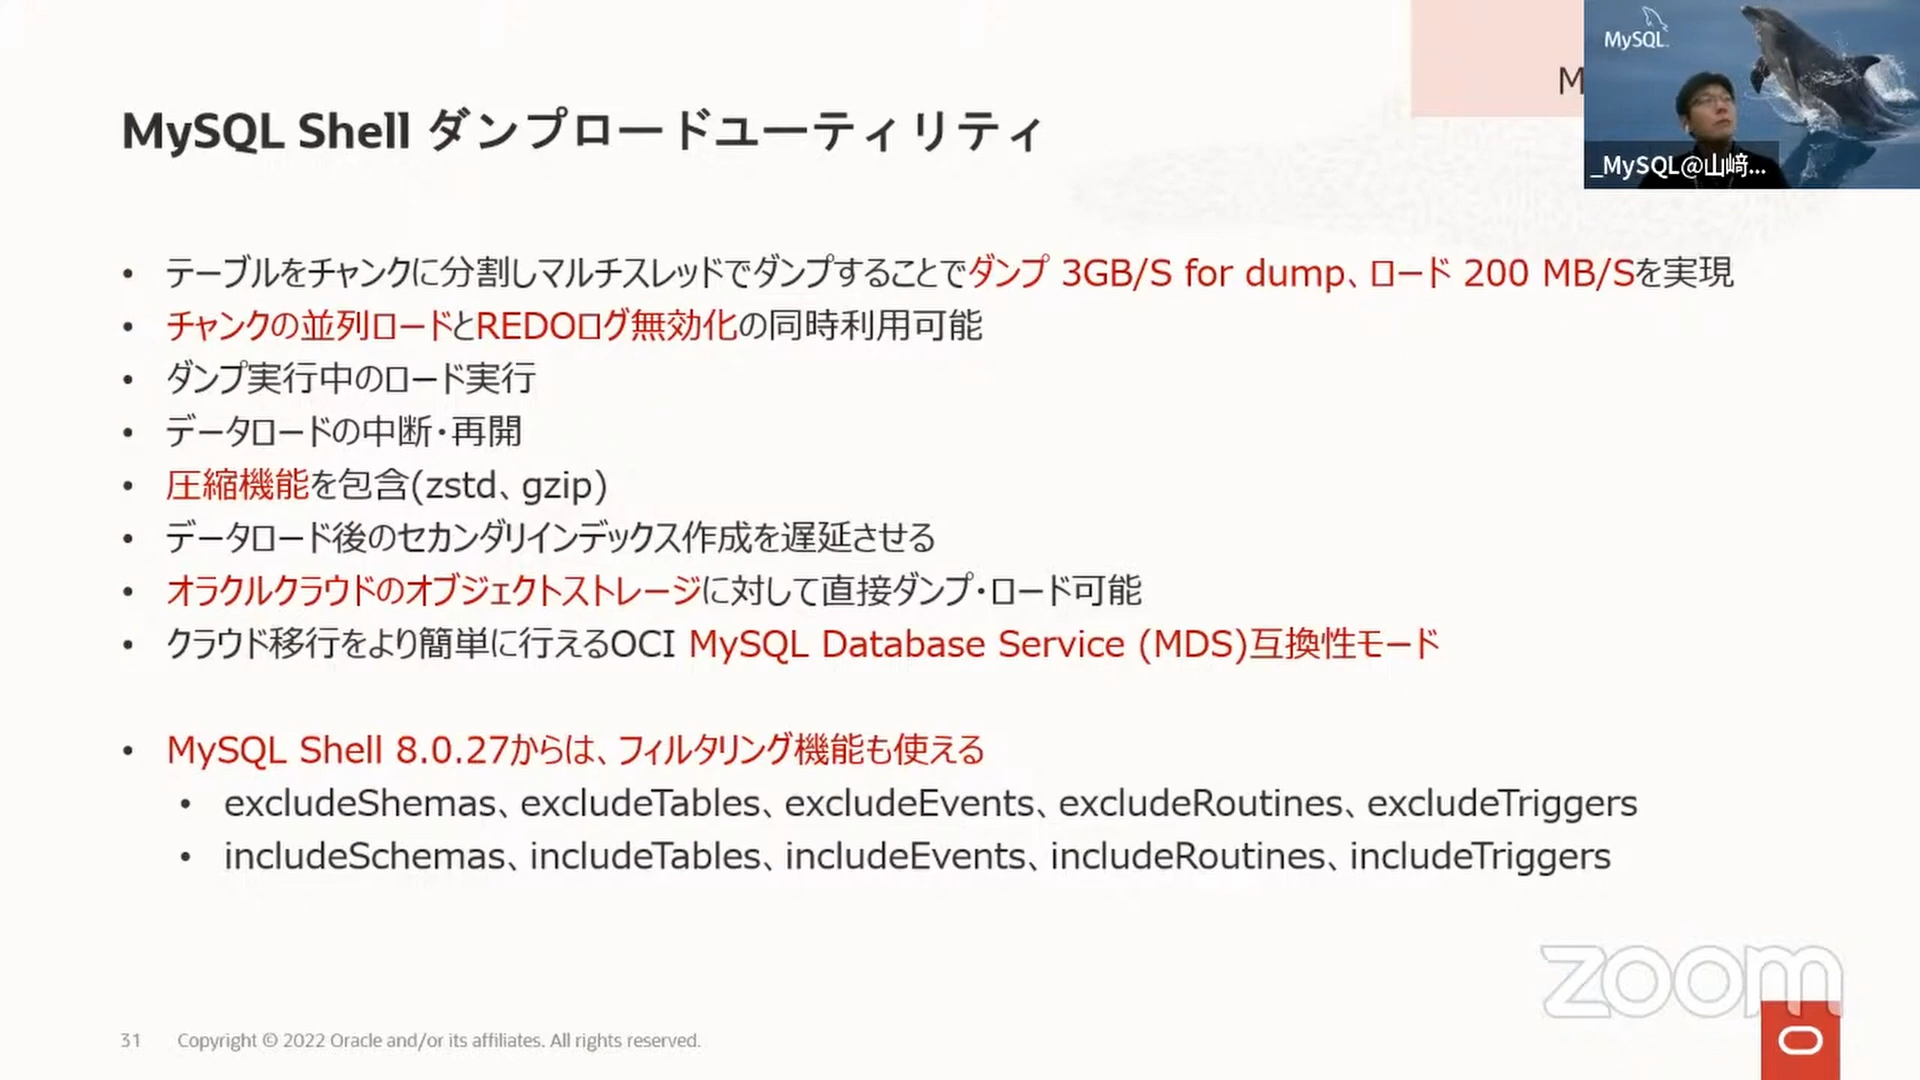 M
MySQL
_MySQL@山﨑...
MySQL Shell ダンプロードユーティリティ
• テーブルをチャンクに分割しマルチスレッドでダンプすることでダンプ 3GB/S for dump、ロード 200 MB/Sを実現
• チャンクの並列ロードとREDOログ無効化の同時利用可能
• ダンプ実行中のロード実行
• データロードの中断・再開
• 圧縮機能を包含(zstd、gzip)
• データロード後のセカンダリインデックス作成を遅延させる
• オラクルクラウドのオブジェクトストレージに対して直接ダンプ・ロード可能
• クラウド移行をより簡単に行えるOCI MySQL Database Service (MDS)互換性モード
• MySQL Shell 8.0.27からは、フィルタリング機能も使える
• excludeShemas、excludeTables、excludeEvents、excludeRoutines、excludeTriggers
• includeSchemas、includeTables、includeEvents、includeRoutines、includeTriggers
zoom
31 Copyright © 2022 Oracle and/or its affiliates. All rights reserved.